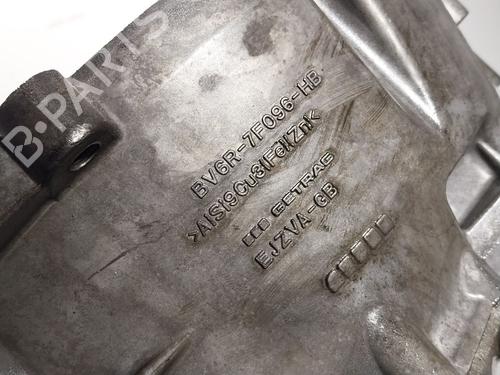 B-PARTS
BV6R-7F096-HB
>AlSi9Cu3(Fe)(Zn)<
GETRAG
EJZVA-GB